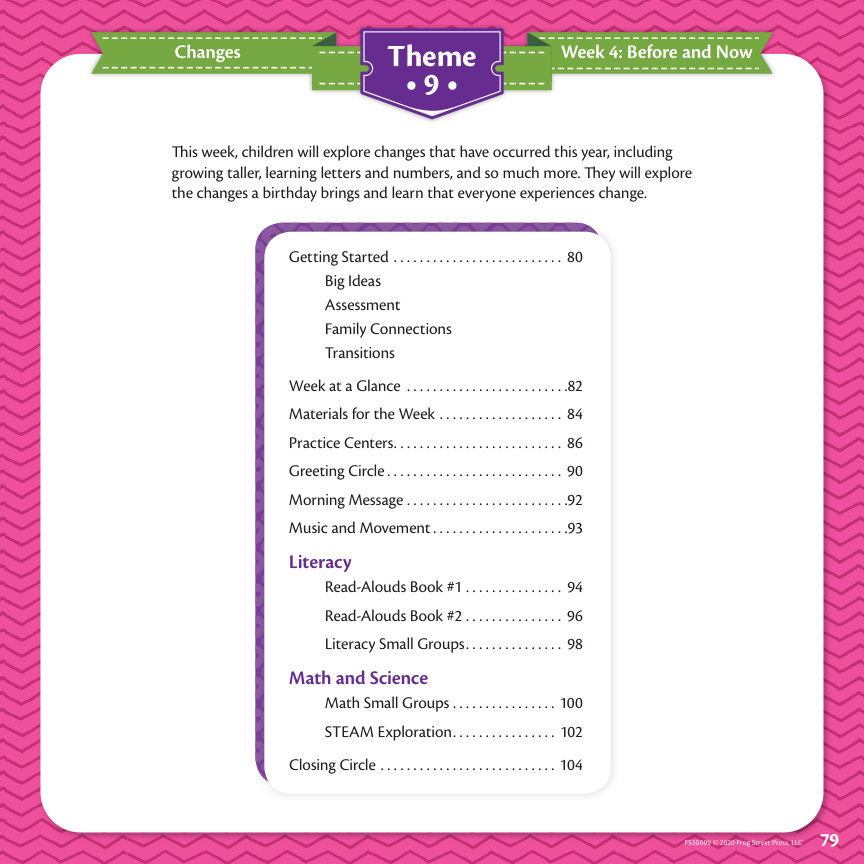 Changes
Theme
• 9 •
Week 4: Before and Now
This week, children will explore changes that have occurred this year, including
growing taller, learning letters and numbers, and so much more. They will explore
the changes a birthday brings and learn that everyone experiences change.
Getting Started . . . . . . . . . . . . . . . . . . . . . . . . . . 80
Big Ideas
Assessment
Family Connections
Transitions
Week at a Glance . . . . . . . . . . . . . . . . . . . . . . . . .82
Materials for the Week . . . . . . . . . . . . . . . . . . . 84
Practice Centers. . . . . . . . . . . . . . . . . . . . . . . . . . 86
Greeting Circle . . . . . . . . . . . . . . . . . . . . . . . . . . . 90
Morning Message . . . . . . . . . . . . . . . . . . . . . . . . .92
Music and Movement . . . . . . . . . . . . . . . . . . . . .93
Literacy
Read-Alouds Book #1 . . . . . . . . . . . . . . . 94
Read-Alouds Book #2 . . . . . . . . . . . . . . . 96
Literacy Small Groups. . . . . . . . . . . . . . . 98
Math and Science
Math Small Groups . . . . . . . . . . . . . . . . 100
STEAM Exploration. . . . . . . . . . . . . . . . 102
Closing Circle . . . . . . . . . . . . . . . . . . . . . . . . . . . 104
FS30009 © 2020 Frog Street Press, LLC
79